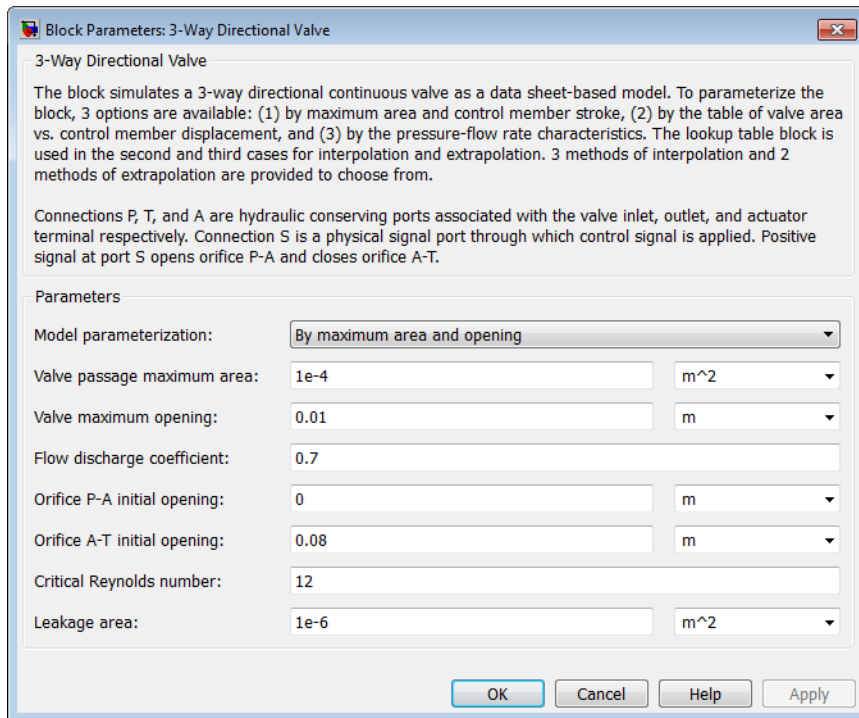 Block Parameters: 3-Way Directional Valve
3-Way Directional Valve
The block simulates a 3-way directional continuous valve as a data sheet-based model. To parameterize the
block, 3 options are available: (1) by maximum area and control member stroke, (2) by the table of valve area
vs. control member displacement, and (3) by the pressure-flow rate characteristics. The lookup table block is
used in the second and third cases for interpolation and extrapolation. 3 methods of interpolation and 2
methods of extrapolation are provided to choose from.
Connections P, T, and A are hydraulic conserving ports associated with the valve inlet, outlet, and actuator
terminal respectively. Connection S is a physical signal port through which control signal is applied. Positive
signal at port S opens orifice P-A and closes orifice A-T.
Parameters
Model parameterization: By maximum area and opening
Valve passage maximum area: 1e-4 m^2
Valve maximum opening: 0.01 m
Flow discharge coefficient: 0.7
Orifice P-A initial opening: 0 m
Orifice A-T initial opening: 0.08 m
Critical Reynolds number: 12
Leakage area: 1e-6 m^2
OK Cancel Help Apply